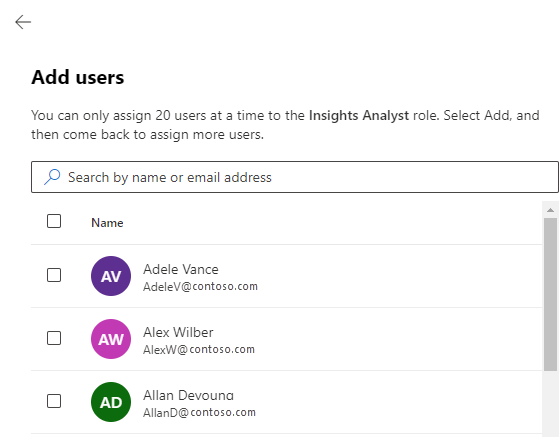 Add users
You can only assign 20 users at a time to the Insights Analyst role. Select Add, and
then come back to assign more users.
Search by name or email address
Name
AV
Adele Vance
AdeleV@contoso.com
AW
Alex Wilber
AlexW@contoso.com
AD
Allan Deyoung
AllanD@contoso.com